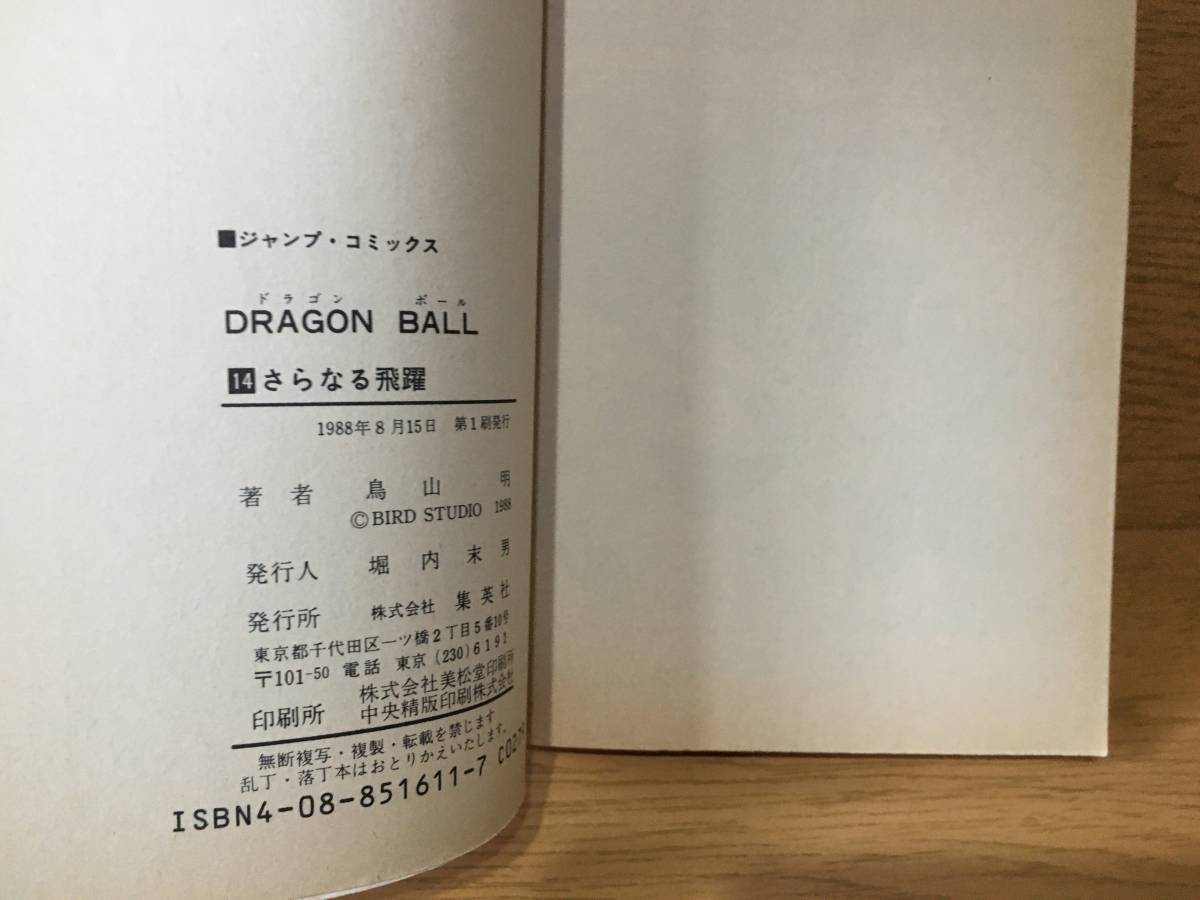 ■ジャンプ・コミックス
ドラゴン ボール
DRAGON BALL
14 さらなる飛躍
1988年8月15日 第1刷発行
著者 鳥山明
©BIRD STUDIO 1988
発行人 堀内末男
発行所 株式会社 集英社
東京都千代田区一ツ橋2丁目5番10号
〒101-50 電話 東京 (230) 6191
株式会社美松堂印刷所
印刷所 中央精版印刷株式会社
無断複写・複製・転載を禁じます
乱丁・落丁本はおとりかえいたします。
ISBN4-08-851611-7